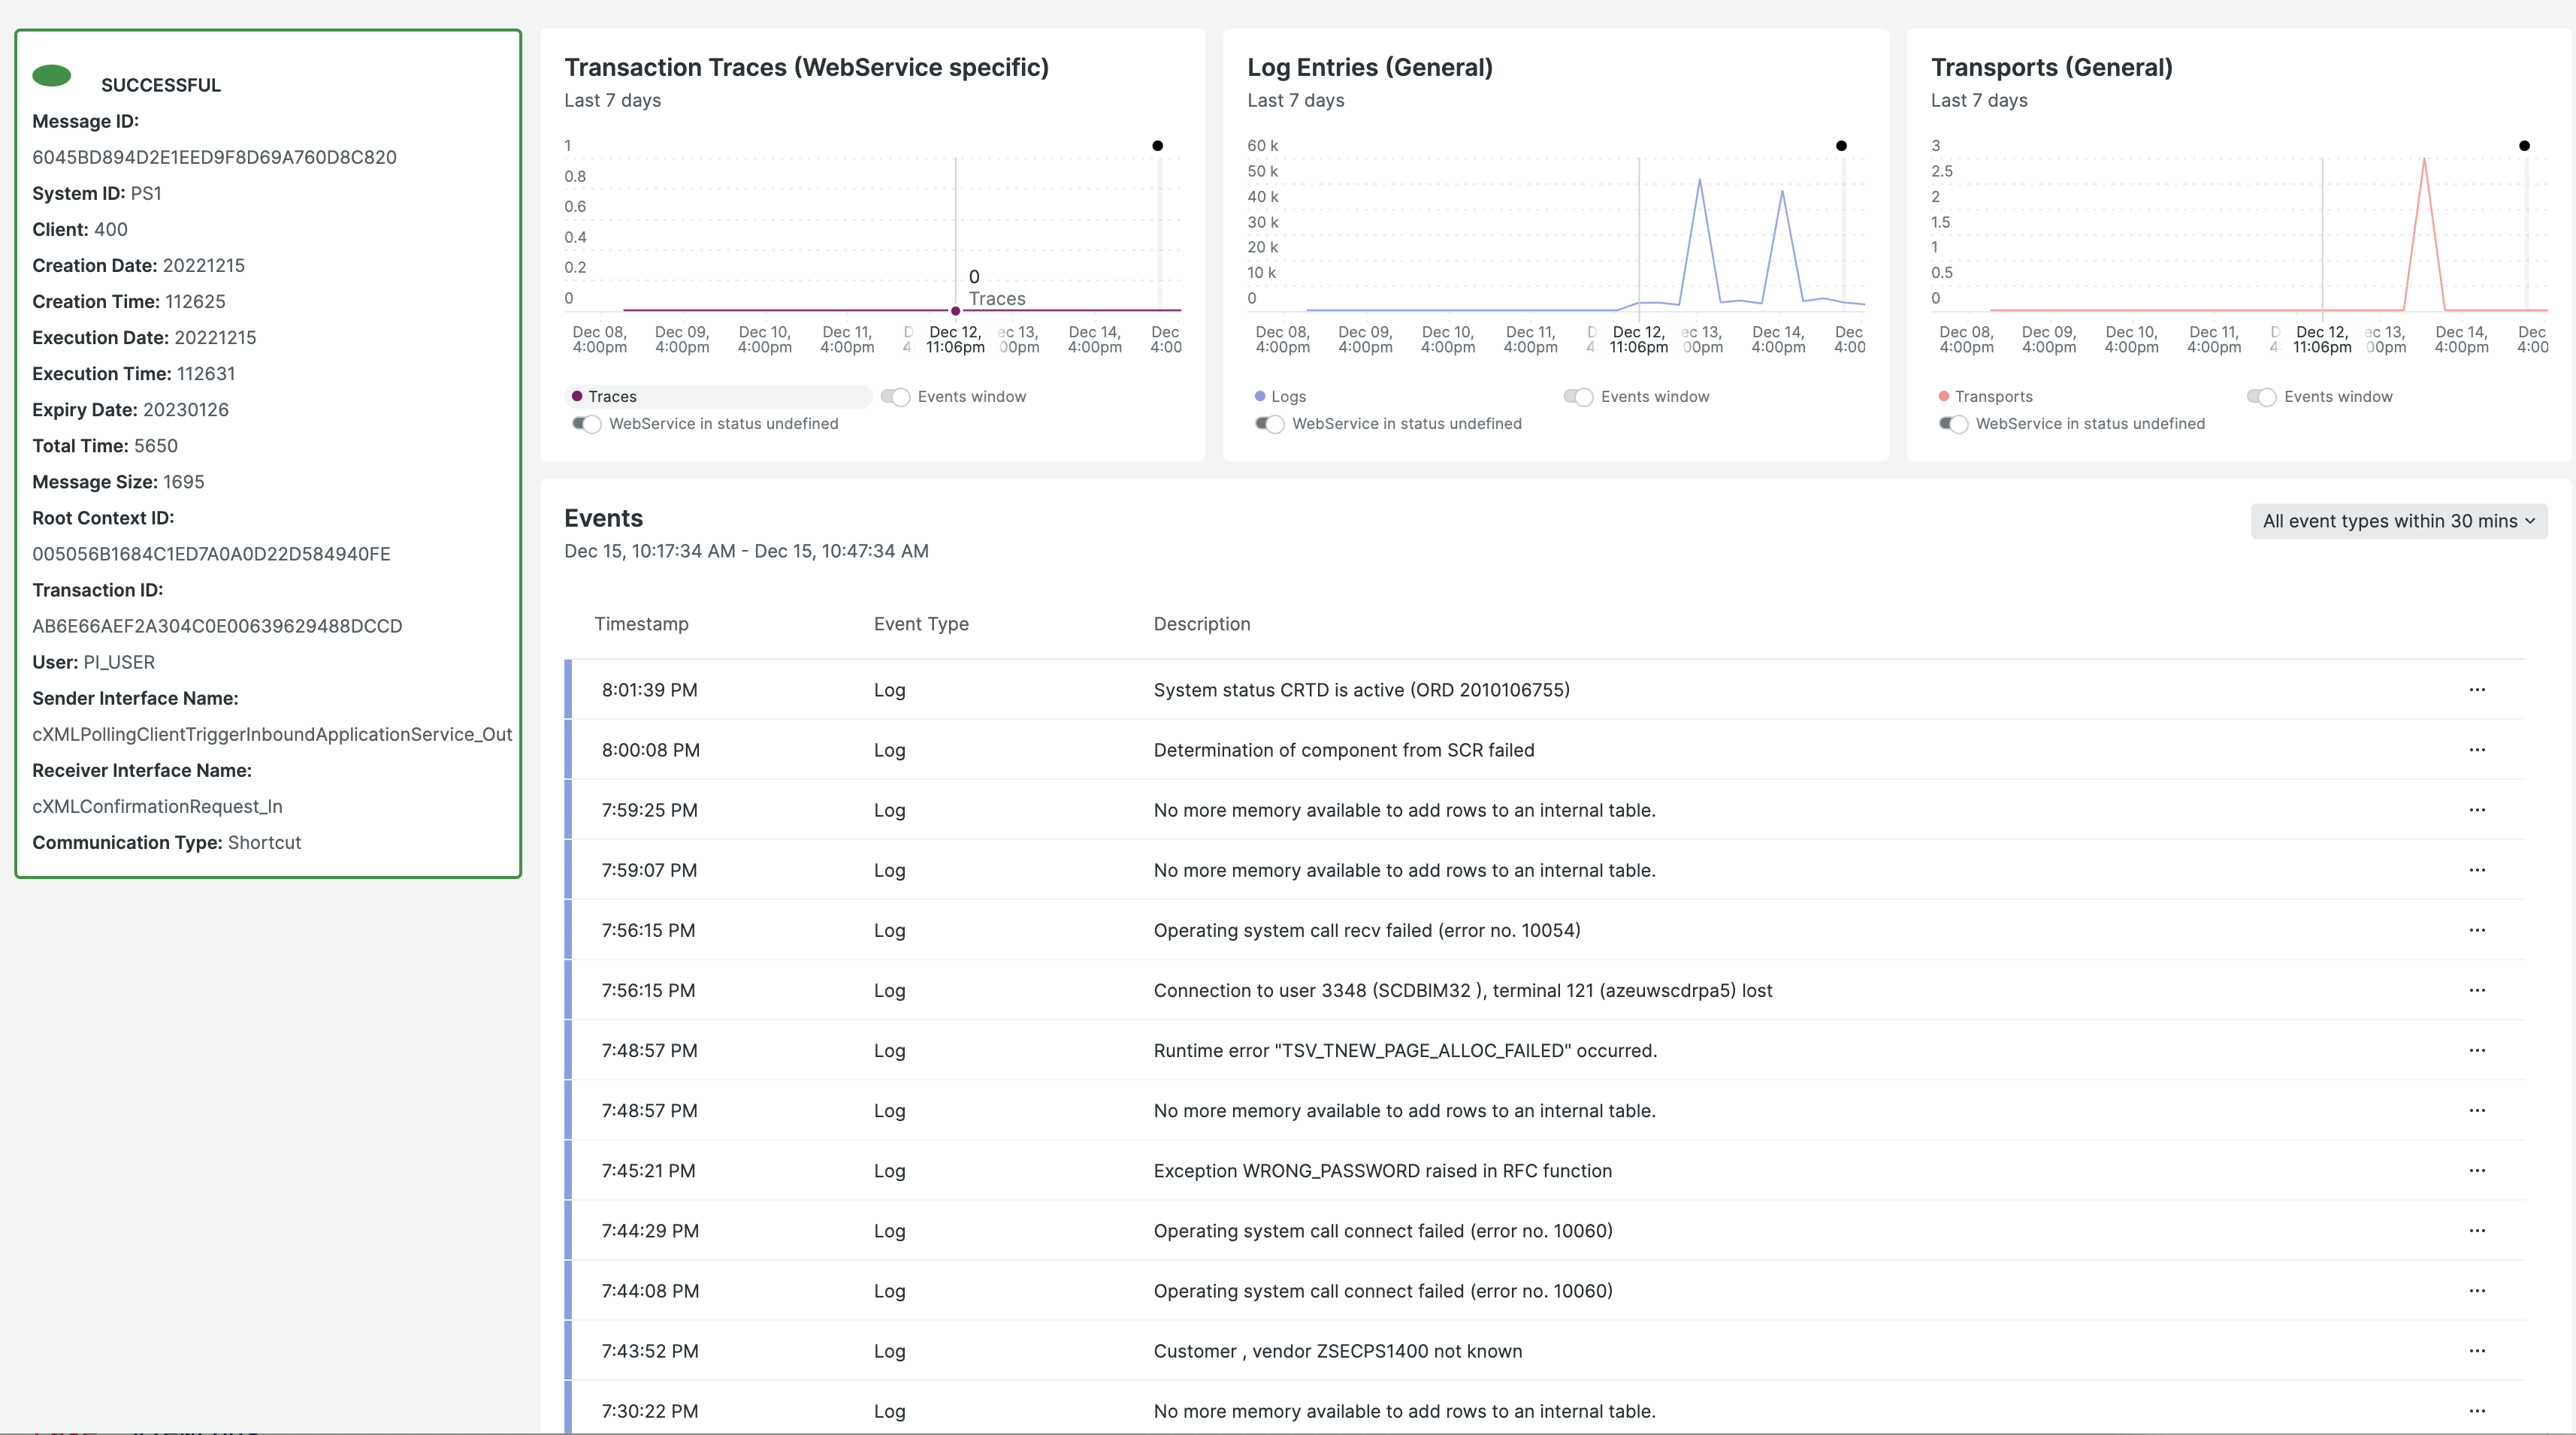 SUCCESSFUL
Message ID:
6045BD894D2E1EED9F8D69A760D8C820
System ID: PS1
Client: 400
Creation Date: 20221215
Creation Time: 112625
Execution Date: 20221215
Execution Time: 112631
Expiry Date: 20230126
Total Time: 5650
Message Size: 1695
Root Context ID:
005056B1684C1ED7A0A0D22D584940FE
Transaction ID:
AB6E66AEF2A304C0E00639629488DCCD
User: PI_USER
Sender Interface Name:
cXMLPollingClientTriggerInboundApplicationService_Out
Receiver Interface Name:
cXMLConfirmationRequest_In
Communication Type: Shortcut
Transaction Traces (WebService specific)
Last 7 days
1
0.8
0.6
0.4
0.2
0
0
Traces
Dec 08, Dec 09, Dec 10, Dec 11, D Dec 12, ec 13, Dec 14, Dec
4:00pm 4:00pm 4:00pm 4:00pm 4: 11:06pm 00pm 4:00pm 4:00
Traces Events window
WebService in status undefined
Log Entries (General)
Last 7 days
60 k
50 k
40 k
30 k
20 k
10 k
0
Dec 08, Dec 09, Dec 10, Dec 11, D Dec 12, ec 13, Dec 14, Dec
4:00pm 4:00pm 4:00pm 4:00pm 4: 11:06pm 00pm 4:00pm 4:00
Logs Events window
WebService in status undefined
Transports (General)
Last 7 days
3
2.5
2
1.5
1
0.5
0
Dec 08, Dec 09, Dec 10, Dec 11, D Dec 12, ec 13, Dec 14, Dec
4:00pm 4:00pm 4:00pm 4:00pm 4 11:06pm 00pm 4:00pm 4:00
Transports Events window
WebService in status undefined
Events
All event types within 30 mins
Dec 15, 10:17:34 AM - Dec 15, 10:47:34 AM
Timestamp Event Type Description
8:01:39 PM Log System status CRTD is active (ORD 2010106755) ...
8:00:08 PM Log Determination of component from SCR failed ...
7:59:25 PM Log No more memory available to add rows to an internal table. ...
7:59:07 PM Log No more memory available to add rows to an internal table. ...
7:56:15 PM Log Operating system call recv failed (error no. 10054) ...
7:56:15 PM Log Connection to user 3348 (SCDBIM32 ), terminal 121 (azeuwscdrpa5) lost ...
7:48:57 PM Log Runtime error "TSV_TNEW_PAGE_ALLOC_FAILED" occurred. ...
7:48:57 PM Log No more memory available to add rows to an internal table. ...
7:45:21 PM Log Exception WRONG_PASSWORD raised in RFC function ...
7:44:29 PM Log Operating system call connect failed (error no. 10060) ...
7:44:08 PM Log Operating system call connect failed (error no. 10060) ...
7:43:52 PM Log Customer , vendor ZSECPS1400 not known ...
7:30:22 PM Log No more memory available to add rows to an internal table. ...